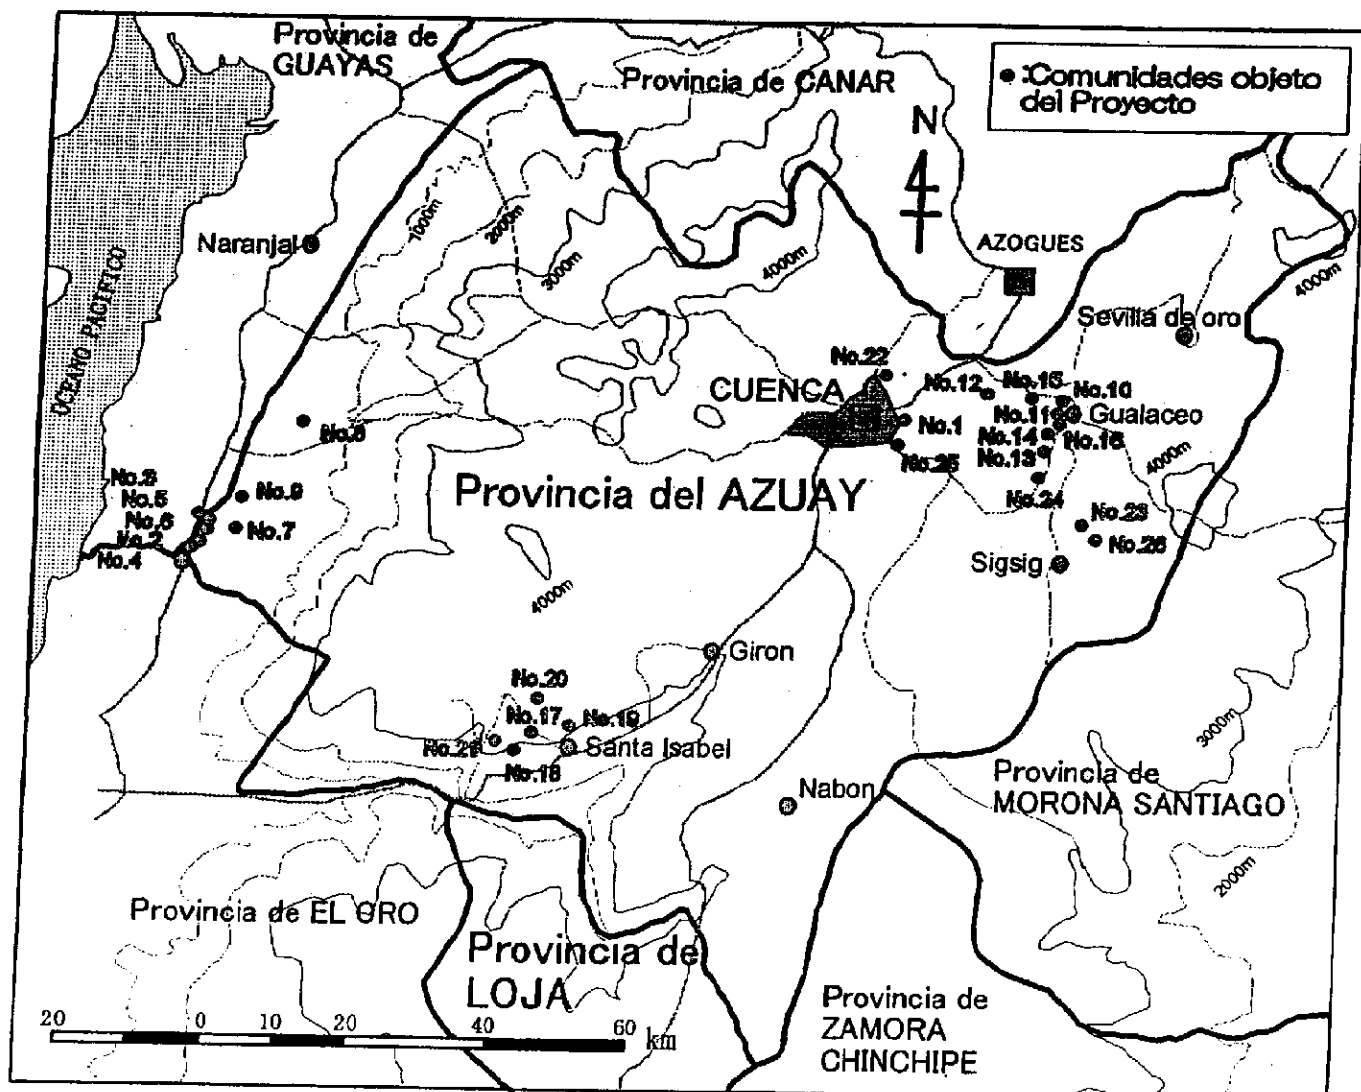 Provincia de
GUAYAS
Provincia de CANAR
:Comunidades objeto
del Proyecto
N
1000m
2000m
3000m
4000m
4000m
Naranjal
AZOGUES
Sevilla de oro
OCEANO PACIFICO
No.22
CUENCA
No.12
No.15
No.10
No.11
Gualaceo
No.1
No.14
No.16
No.25
No.13
4000m
No.8
No.3
No.5
No.9
No.6
No.2
No.7
No.4
Provincia del AZUAY
No.24
No.23
No.26
Sigsig
4000m
Giron
No.20
No.17
No.19
No.21
Santa Isabel
No.18
3000m
Nabon
Provincia de
MORONA SANTIAGO
2000m
Provincia de EL ORO
Provincia de
LOJA
Provincia de
ZAMORA
CHINCHIPE
20 0 10 20 40 60
km